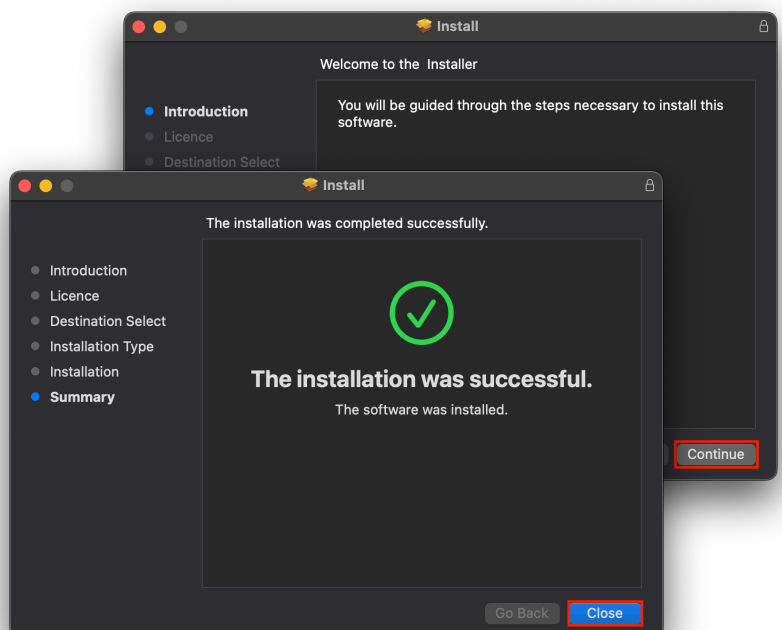 Install
Welcome to the  Installer
Introduction
Licence
Destination Select
You will be guided through the steps necessary to install this
software.
Continue
Install
The installation was completed successfully.
Introduction
Licence
Destination Select
Installation Type
Installation
Summary
The installation was successful.
The software was installed.
Go Back
Close